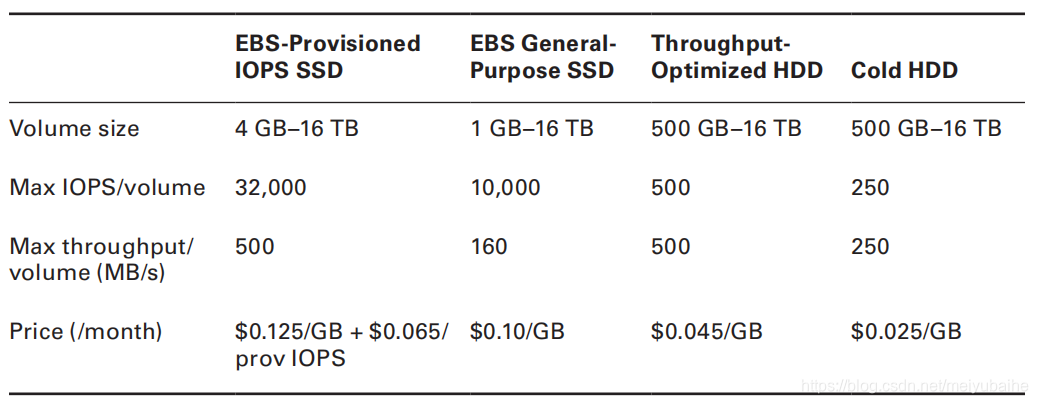 EBS-Provisioned IOPS SSD EBS General-Purpose SSD Throughput-Optimized HDD Cold HDD
Volume size 4 GB–16 TB 1 GB–16 TB 500 GB–16 TB 500 GB–16 TB
Max IOPS/volume 32,000 10,000 500 250
Max throughput/volume (MB/s) 500 160 500 250
Price (/month) $0.125/GB + $0.065/prov IOPS $0.10/GB $0.045/GB $0.025/GB
https://blog.csdn.net/meiyubaihe